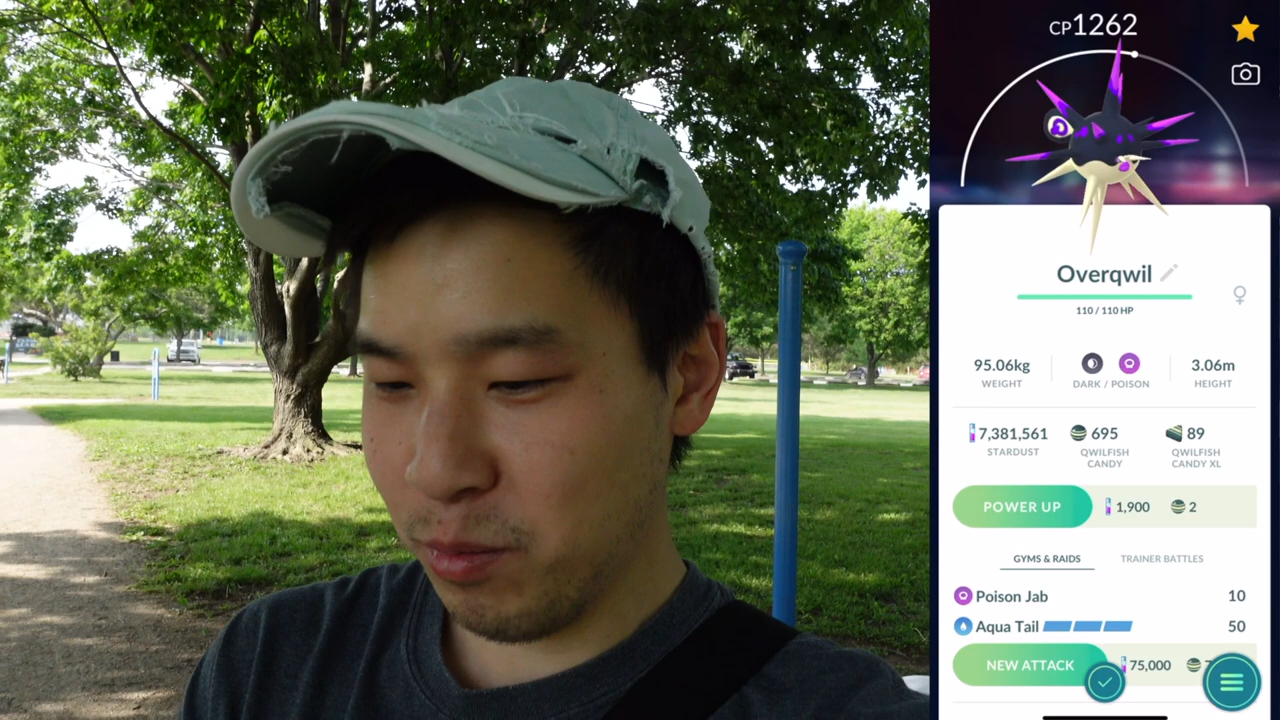 CP1262
Overqwil
110 / 110 HP
95.06kg
WEIGHT
DARK / POISON
3.06m
HEIGHT
7,381,561
STARDUST
695
QWILFISH
CANDY
89
QWILFISH
CANDY XL
POWER UP
1,900
2
GYMS & RAIDS
TRAINER BATTLES
Poison Jab
10
Aqua Tail
50
NEW ATTACK
75,000